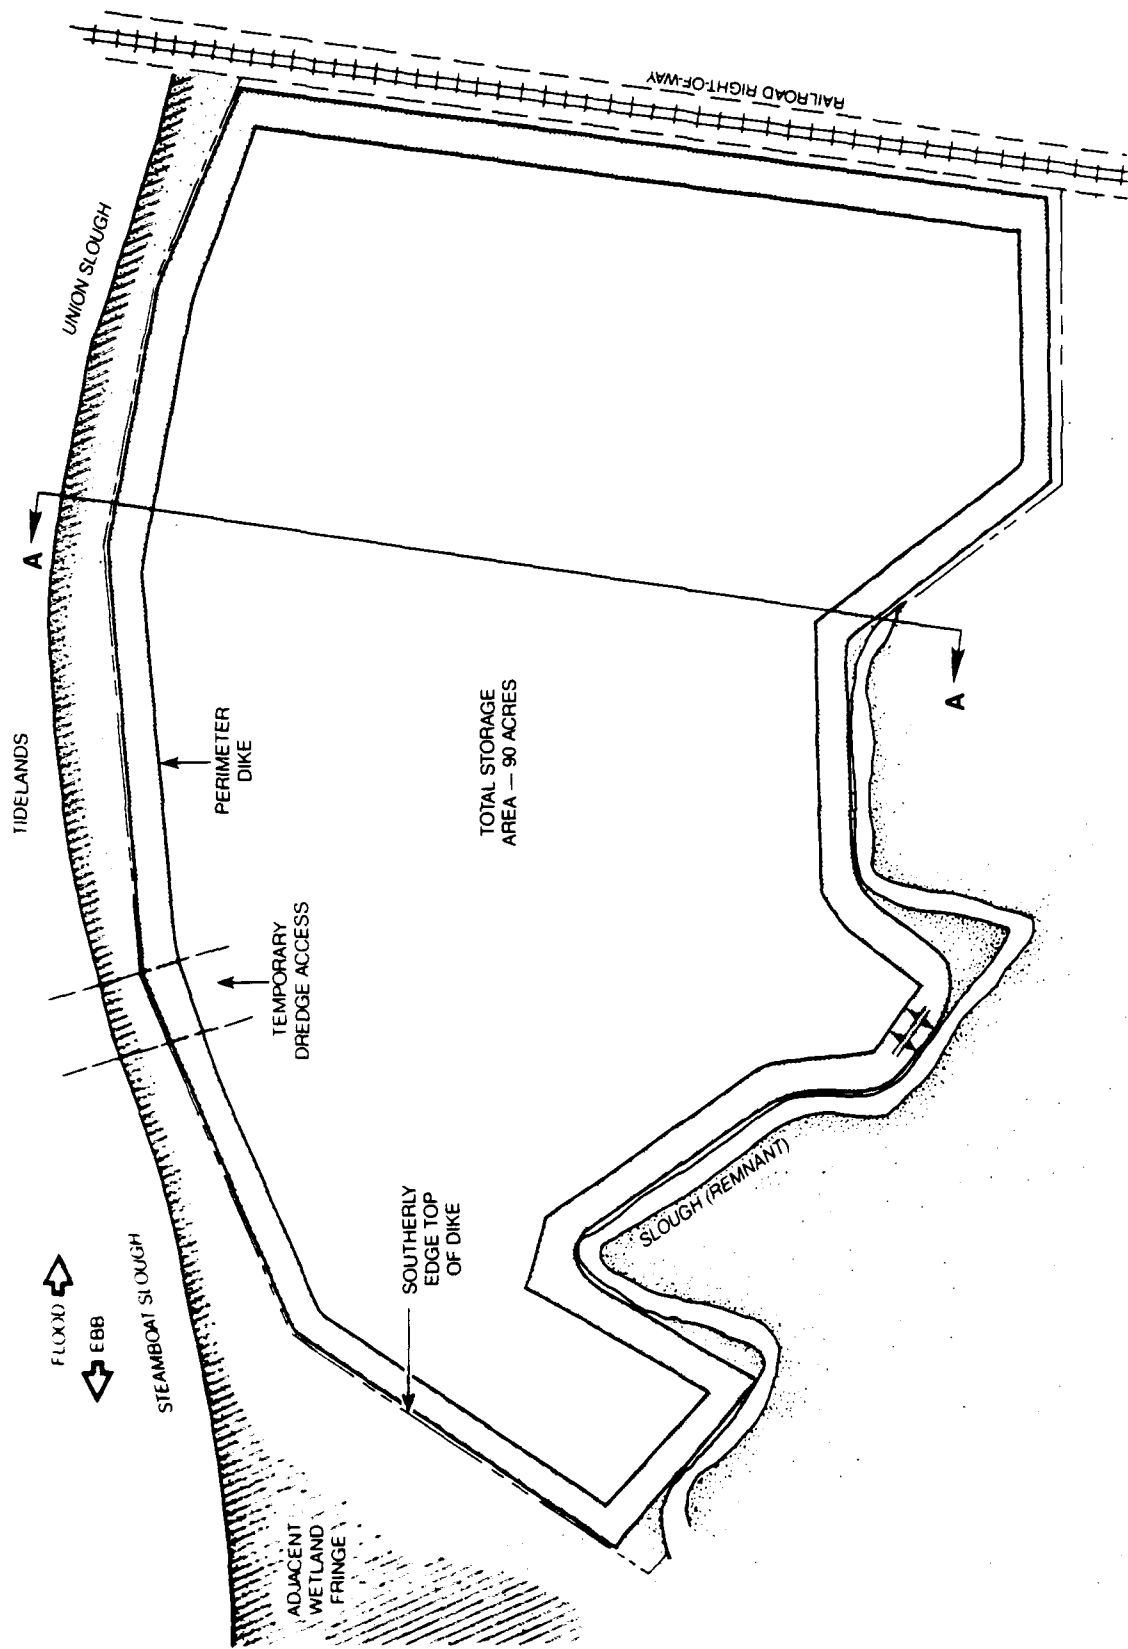 RAILROAD RIGHT-OF-WAY
UNION SLOUGH
A
TIDELANDS
PERIMETER
DIKE
TOTAL STORAGE
AREA — 90 ACRES
A
TEMPORARY
DREDGE ACCESS
FLOOD
EBB
STEAMBOAT SLOUGH
SOUTHERLY
EDGE TOP
OF DIKE
SLOUGH (REMNANT)
ADJACENT
WETLAND
FRINGE